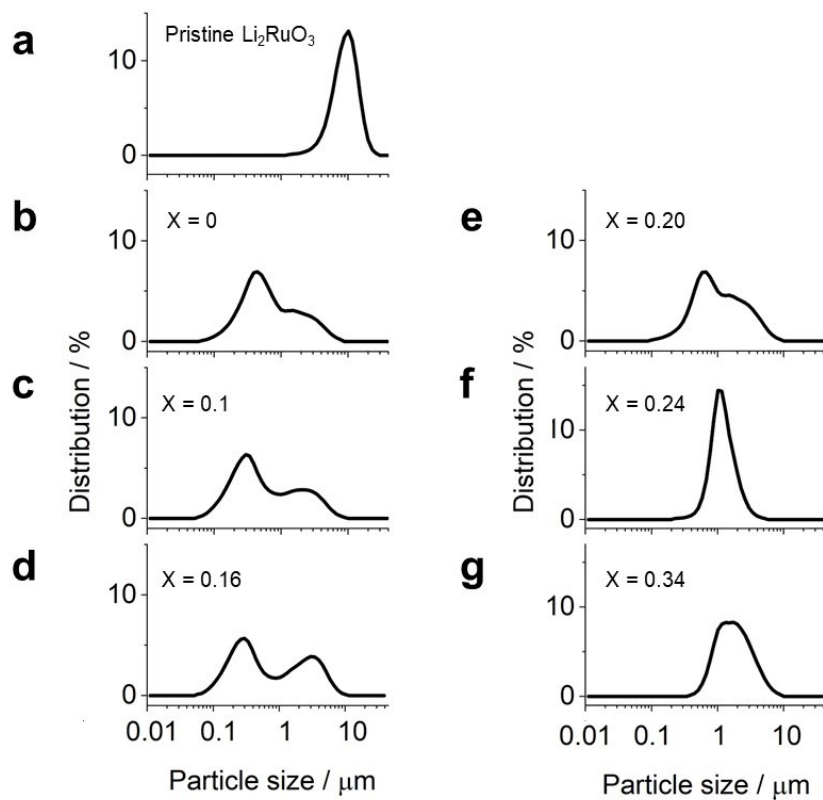 a
Pristine Li₂RuO₃
10
0
b
X = 0
10
0
c
X = 0.1
10
0
d
X = 0.16
10
0
0.01 0.1 1 10
Particle size / μm
Distribution / %
e
X = 0.20
10
0
f
X = 0.24
10
0
g
X = 0.34
10
0
0.01 0.1 1 10
Particle size / μm
Distribution / %